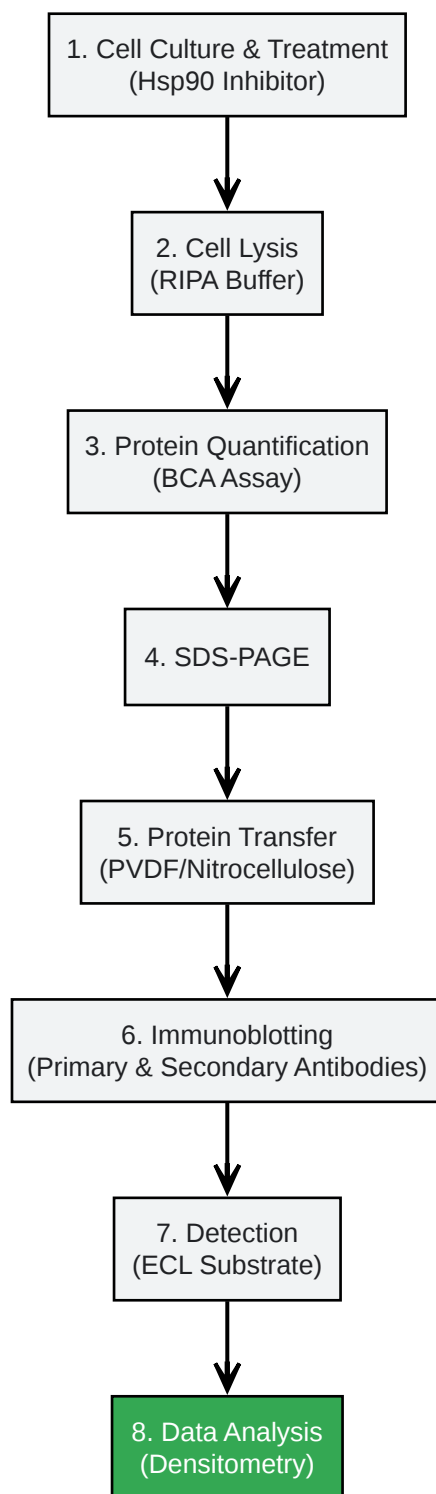 1. Cell Culture & Treatment
(Hsp90 Inhibitor)
2. Cell Lysis
(RIPA Buffer)
3. Protein Quantification
(BCA Assay)
4. SDS-PAGE
5. Protein Transfer
(PVDF/Nitrocellulose)
6. Immunoblotting
(Primary & Secondary Antibodies)
7. Detection
(ECL Substrate)
8. Data Analysis
(Densitometry)